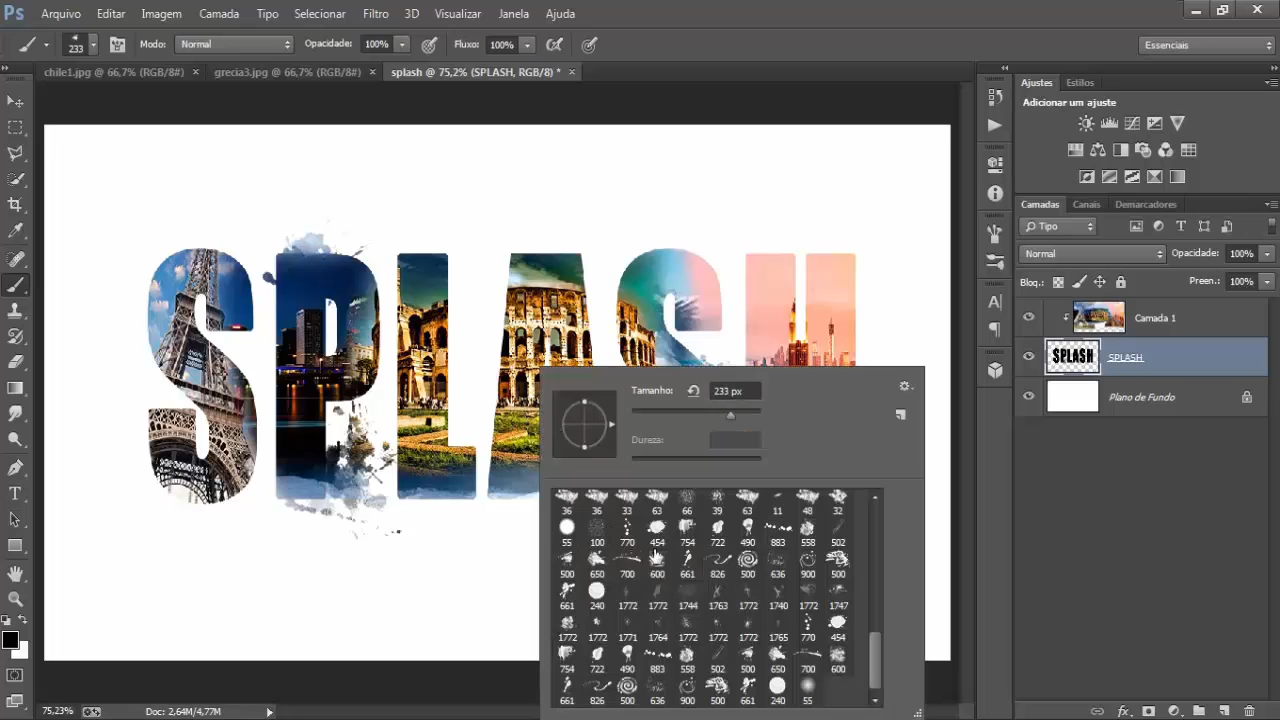 Ps Arquivo Editar Imagem Camada Tipo Selecionar Filtro 3D Visualizar Janela Ajuda
233 Modo: Normal Opacidade: 100% Fluxo: 100% Essenciais
chile1.jpg @ 66,7% (RGB/8#) × grecia3.jpg @ 66,7% (RGB/8#) × splash @ 75,2% (SPLASH, RGB/8) * ×
Ajustes Estilos
Adicionar um ajuste
Camadas Canais Demarcadores
Tipo
Normal Opacidade: 100%
Bloq.: Preen.: 100%
Camada 1
SPLASH SPLASH
Plano de Fundo
SPLASH
Tamanho: 233 px
Dureza:
36 36 33 63 66 39 63 11 48 32
55 100 770 454 754 722 490 883 558 502
500 650 700 600 661 826 500 636 900 500
661 240 1772 1772 1744 1763 1772 1740 1772 1747
1772 1772 1771 1764 1772 1772 1772 1765 770 454
754 722 490 883 558 502 500 650 700 600
661 826 500 636 900 500 661 240 55
75,23% Doc: 2,64M/4,77M